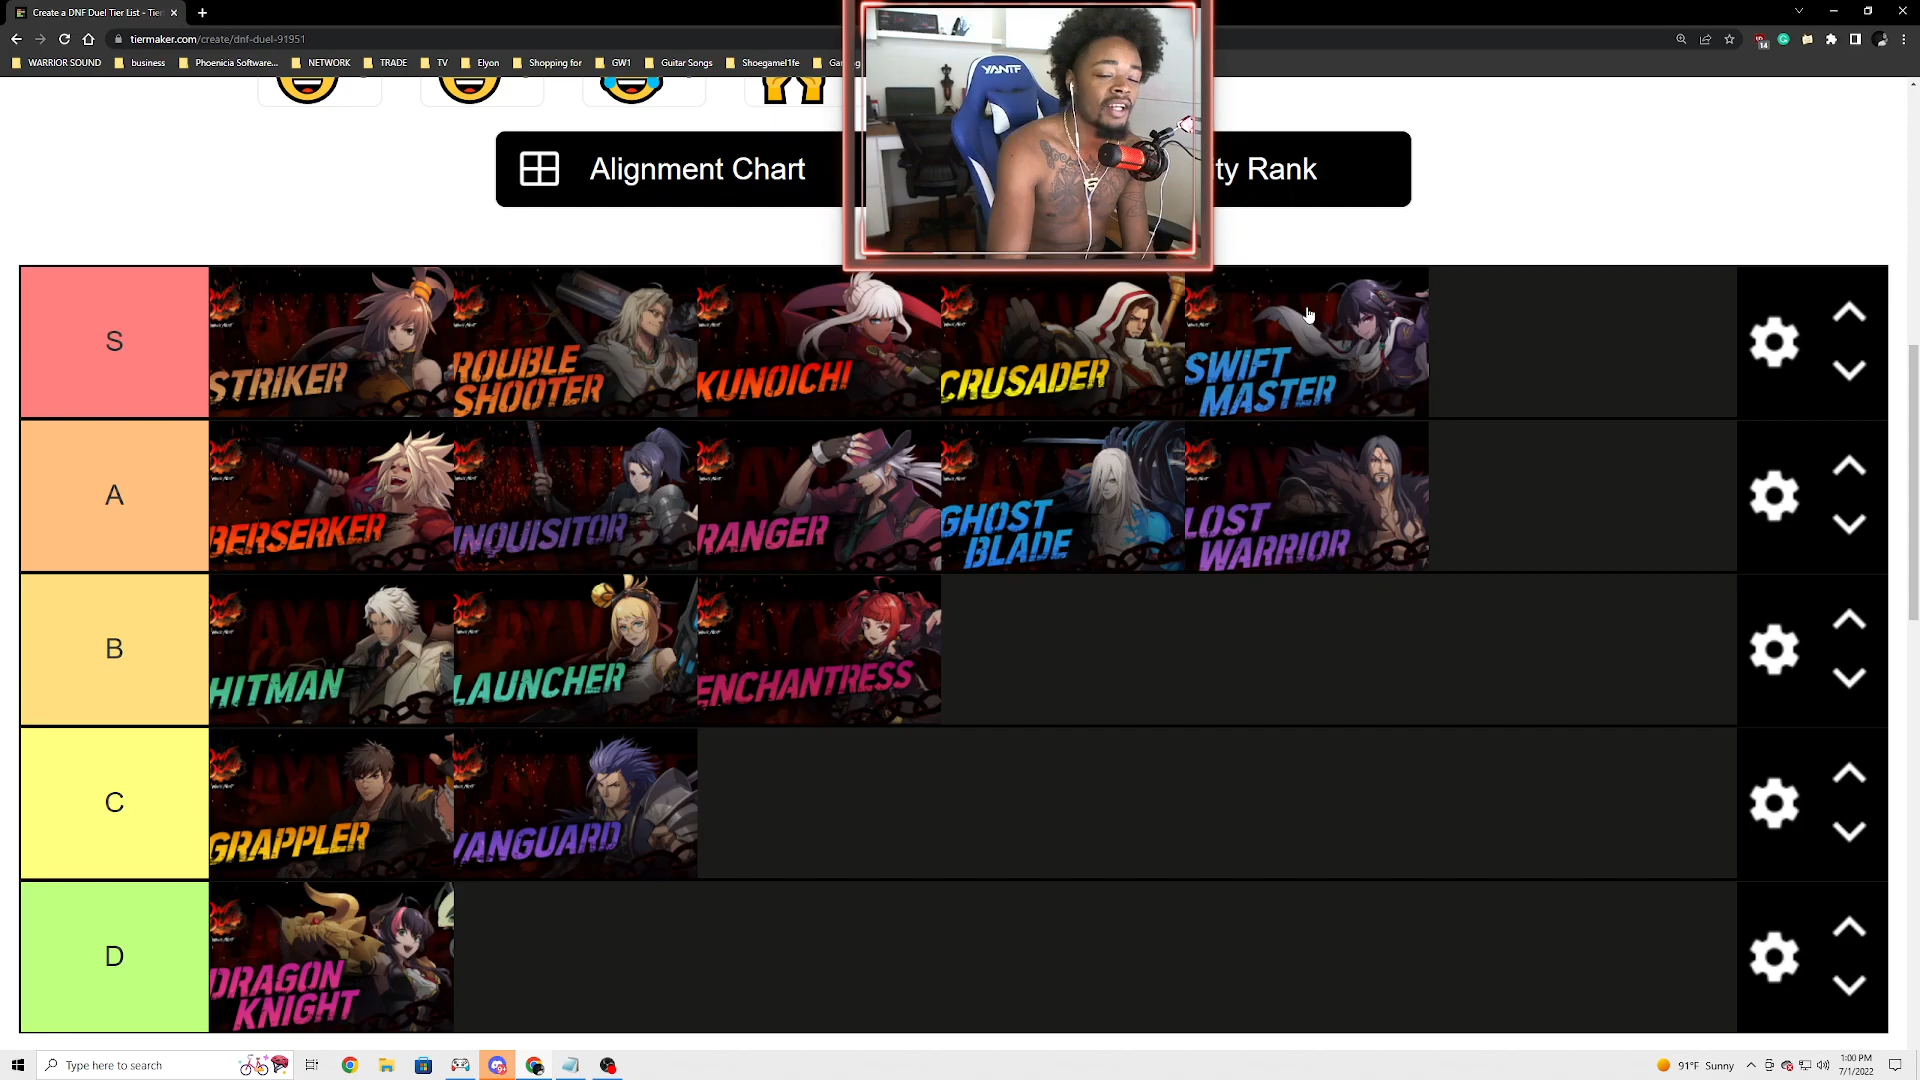 Create a DNF Duel Tier List - Tier
tiermaker.com/create/dnf-duel-91951
14
WARRIOR SOUND
business
Phoenicia Software...
NETWORK
TRADE
TV
Elyon
Shopping for
GW1
Guitar Songs
Shoegamel1fe
YANTF
Alignment Chart
ty Rank
S
STRIKER
ROUBLE
SHOOTER
KUNOICHI
CRUSADER
SWIFT
MASTER
A
BERSERKER
INQUISITOR
RANGER
GHOST
BLADE
LOST
WARRIOR
B
HITMAN
LAUNCHER
ENCHANTRESS
C
GRAPPLER
VANGUARD
D
DRAGON
KNIGHT
Type here to search
9+
91°F Sunny
1:00 PM
7/1/2022